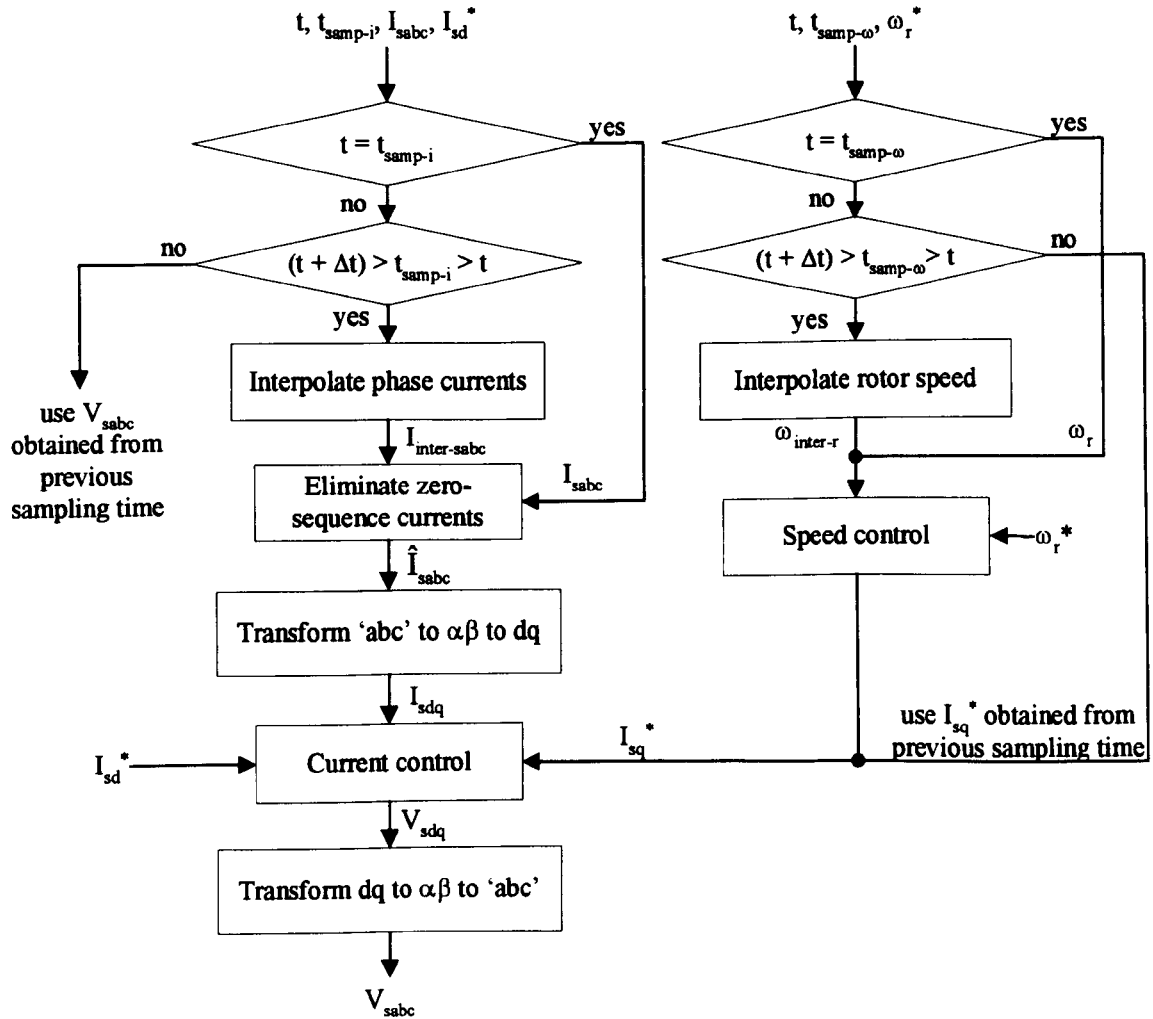 t, t_samp-i, I_sabc, I_sd*
t = t_samp-i
yes
no
(t + Δt) > t_samp-i > t
no
yes
use V_sabc
obtained from
previous
sampling time
Interpolate phase currents
I_inter-sabc
I_sabc
Eliminate zero-
sequence currents
Î_sabc
Transform ‘abc’ to αβ to dq
I_sdq
I_sd*
Current control
I_sq*
V_sdq
Transform dq to αβ to ‘abc’
V_sabc
t, t_samp-ω, ω_r*
t = t_samp-ω
yes
no
(t + Δt) > t_samp-ω > t
no
yes
Interpolate rotor speed
ω_inter-r
ω_r
Speed control
ω_r*
use I_sq* obtained from
previous sampling time